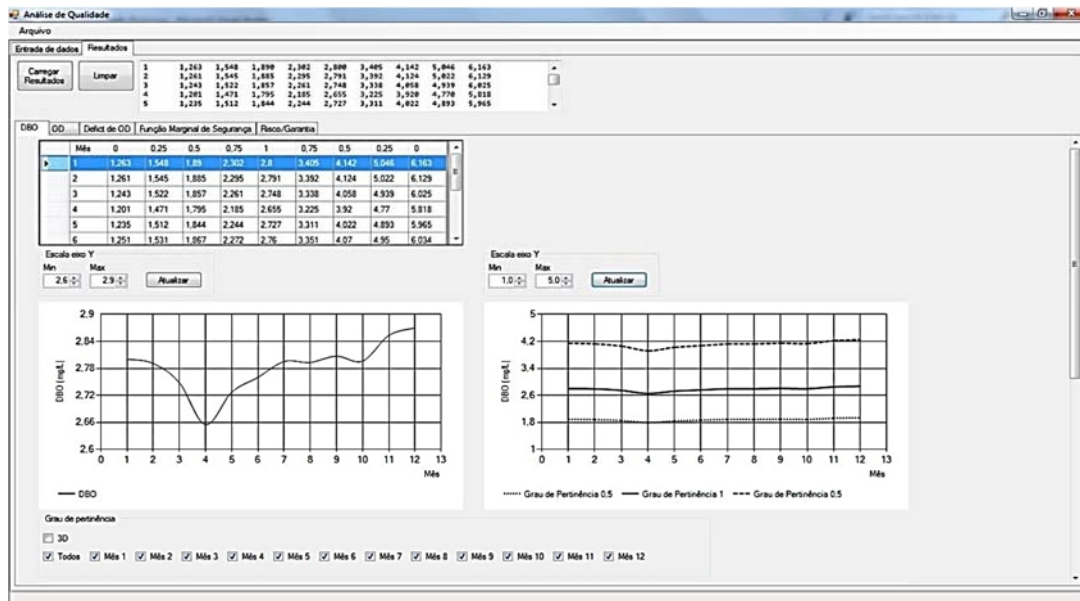 Análise de Qualidade
Arquivo
Entrada de dados Resultados
Carregar Resultados
Limpar
1 1,263 1,548 1,890 2,302 2,800 3,405 4,142 5,046 6,163
2 1,261 1,545 1,885 2,295 2,791 3,392 4,124 5,022 6,129
3 1,243 1,522 1,857 2,261 2,748 3,338 4,058 4,939 6,025
4 1,201 1,471 1,795 2,185 2,655 3,225 3,920 4,770 5,818
5 1,235 1,512 1,844 2,244 2,727 3,311 4,022 4,893 5,965
DBO OD Deficit de OD Função Marginal de Segurança Risco/Garantia
Mês 0 0,25 0,5 0,75 1 0,75 0,5 0,25 0
1 1,263 1,548 1,89 2,302 2,8 3,405 4,142 5,046 6,163
2 1,261 1,545 1,885 2,295 2,791 3,392 4,124 5,022 6,129
3 1,243 1,522 1,857 2,261 2,748 3,338 4,058 4,939 6,025
4 1,201 1,471 1,795 2,185 2,655 3,225 3,92 4,77 5,818
5 1,235 1,512 1,844 2,244 2,727 3,311 4,022 4,893 5,965
6 1,251 1,531 1,867 2,272 2,76 3,351 4,07 4,95 6,034
Escala eixo Y
Min Max
2.6 2.9 Atualizar
Escala eixo Y
Min Max
1.0 5.0 Atualizar
2,9
2,84
2,78
2,72
2,66
2,6
DBO [mg/L]
0 1 2 3 4 5 6 7 8 9 10 11 12 13
Mês
DBO
5
4,2
3,4
2,6
1,8
1
DBO [mg/L]
0 1 2 3 4 5 6 7 8 9 10 11 12 13
Mês
Grau de Pertinência 0,5 Grau de Pertinência 1 Grau de Pertinência 0,5
Grau de pertinência
3D
Todos Mês 1 Mês 2 Mês 3 Mês 4 Mês 5 Mês 6 Mês 7 Mês 8 Mês 9 Mês 10 Mês 11 Mês 12